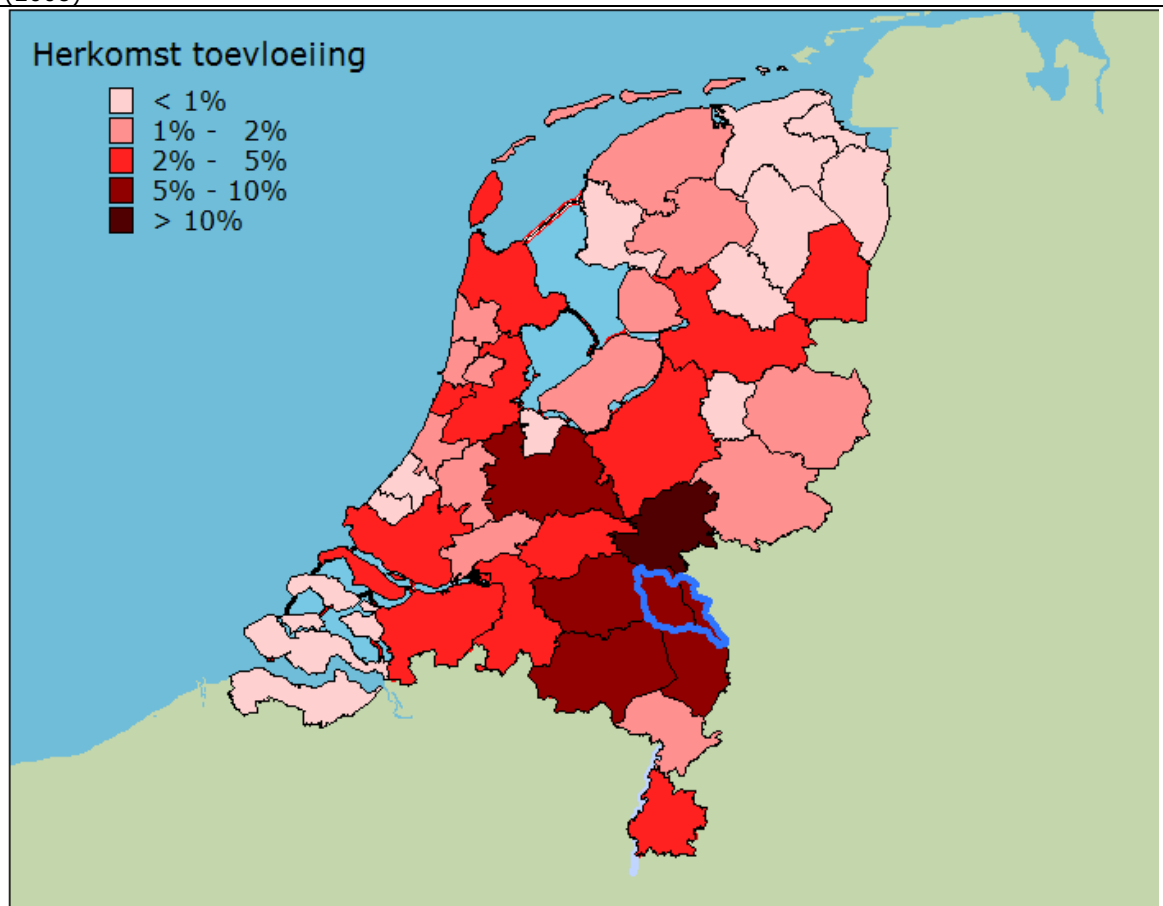 Herkomst toevloeiing
< 1%
1% - 2%
2% - 5%
5% - 10%
> 10%